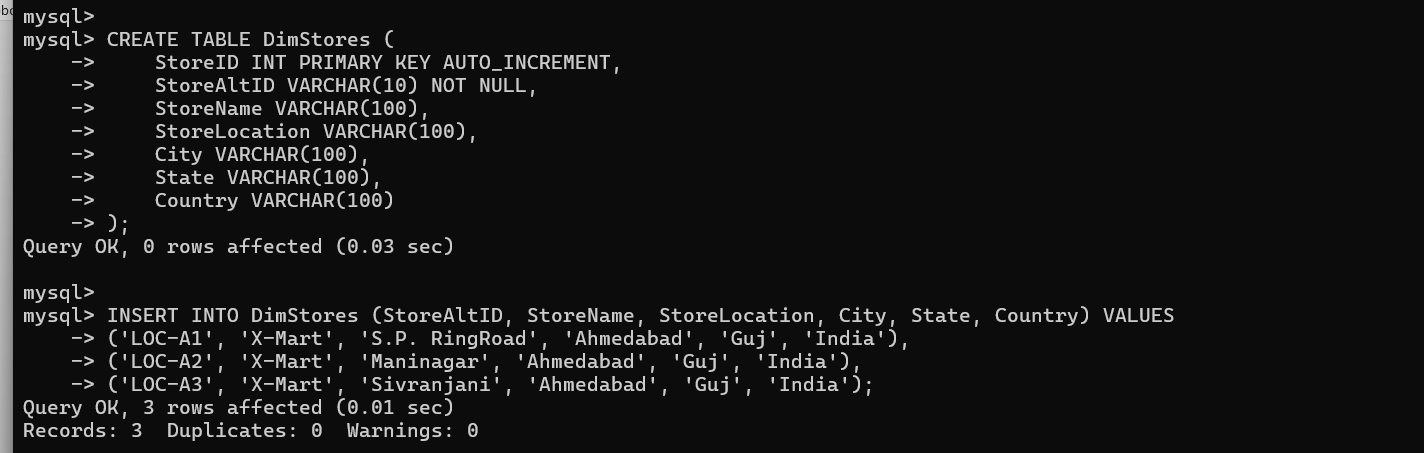 mysql>
mysql> CREATE TABLE DimStores (
    ->     StoreID INT PRIMARY KEY AUTO_INCREMENT,
    ->     StoreAltID VARCHAR(10) NOT NULL,
    ->     StoreName VARCHAR(100),
    ->     StoreLocation VARCHAR(100),
    ->     City VARCHAR(100),
    ->     State VARCHAR(100),
    ->     Country VARCHAR(100)
    -> );
Query OK, 0 rows affected (0.03 sec)

mysql>
mysql> INSERT INTO DimStores (StoreAltID, StoreName, StoreLocation, City, State, Country) VALUES
    -> ('LOC-A1', 'X-Mart', 'S.P. RingRoad', 'Ahmedabad', 'Guj', 'India'),
    -> ('LOC-A2', 'X-Mart', 'Maninagar', 'Ahmedabad', 'Guj', 'India'),
    -> ('LOC-A3', 'X-Mart', 'Sivranjani', 'Ahmedabad', 'Guj', 'India');
Query OK, 3 rows affected (0.01 sec)
Records: 3  Duplicates: 0  Warnings: 0